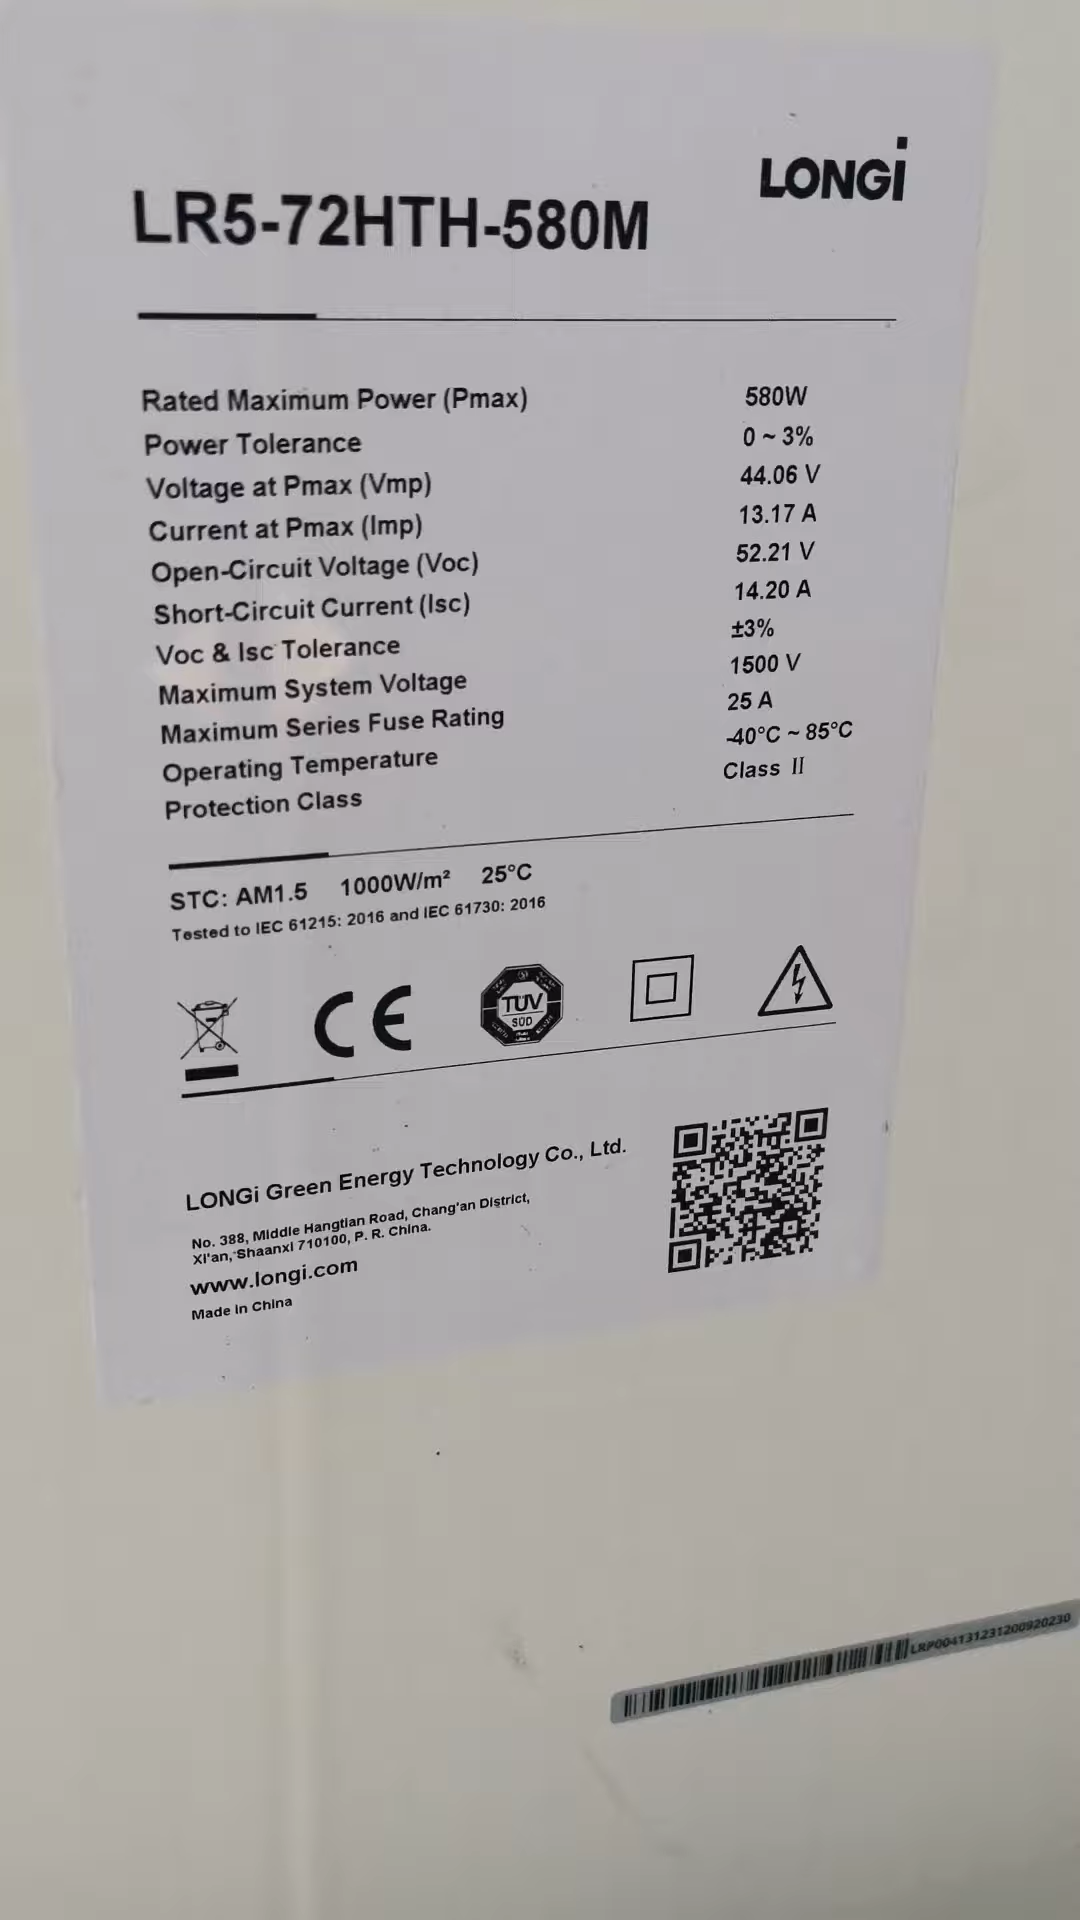 LONGi
LR5-72HTH-580M
Rated Maximum Power (Pmax) 580W
Power Tolerance 0 ~ 3%
Voltage at Pmax (Vmp) 44.06 V
Current at Pmax (Imp) 13.17 A
Open-Circuit Voltage (Voc) 52.21 V
Short-Circuit Current (Isc) 14.20 A
Voc & Isc Tolerance ±3%
Maximum System Voltage 1500 V
Maximum Series Fuse Rating 25 A
Operating Temperature -40°C ~ 85°C
Protection Class Class II
STC: AM1.5 1000W/m² 25°C
Tested to IEC 61215: 2016 and IEC 61730: 2016
CE
TÜV
SÜD
LONGi Green Energy Technology Co., Ltd.
No. 388, Middle Hangtian Road, Chang'an District,
Xi'an, Shaanxi 710100, P. R. China.
www.longi.com
Made in China
LRP004131231200920230